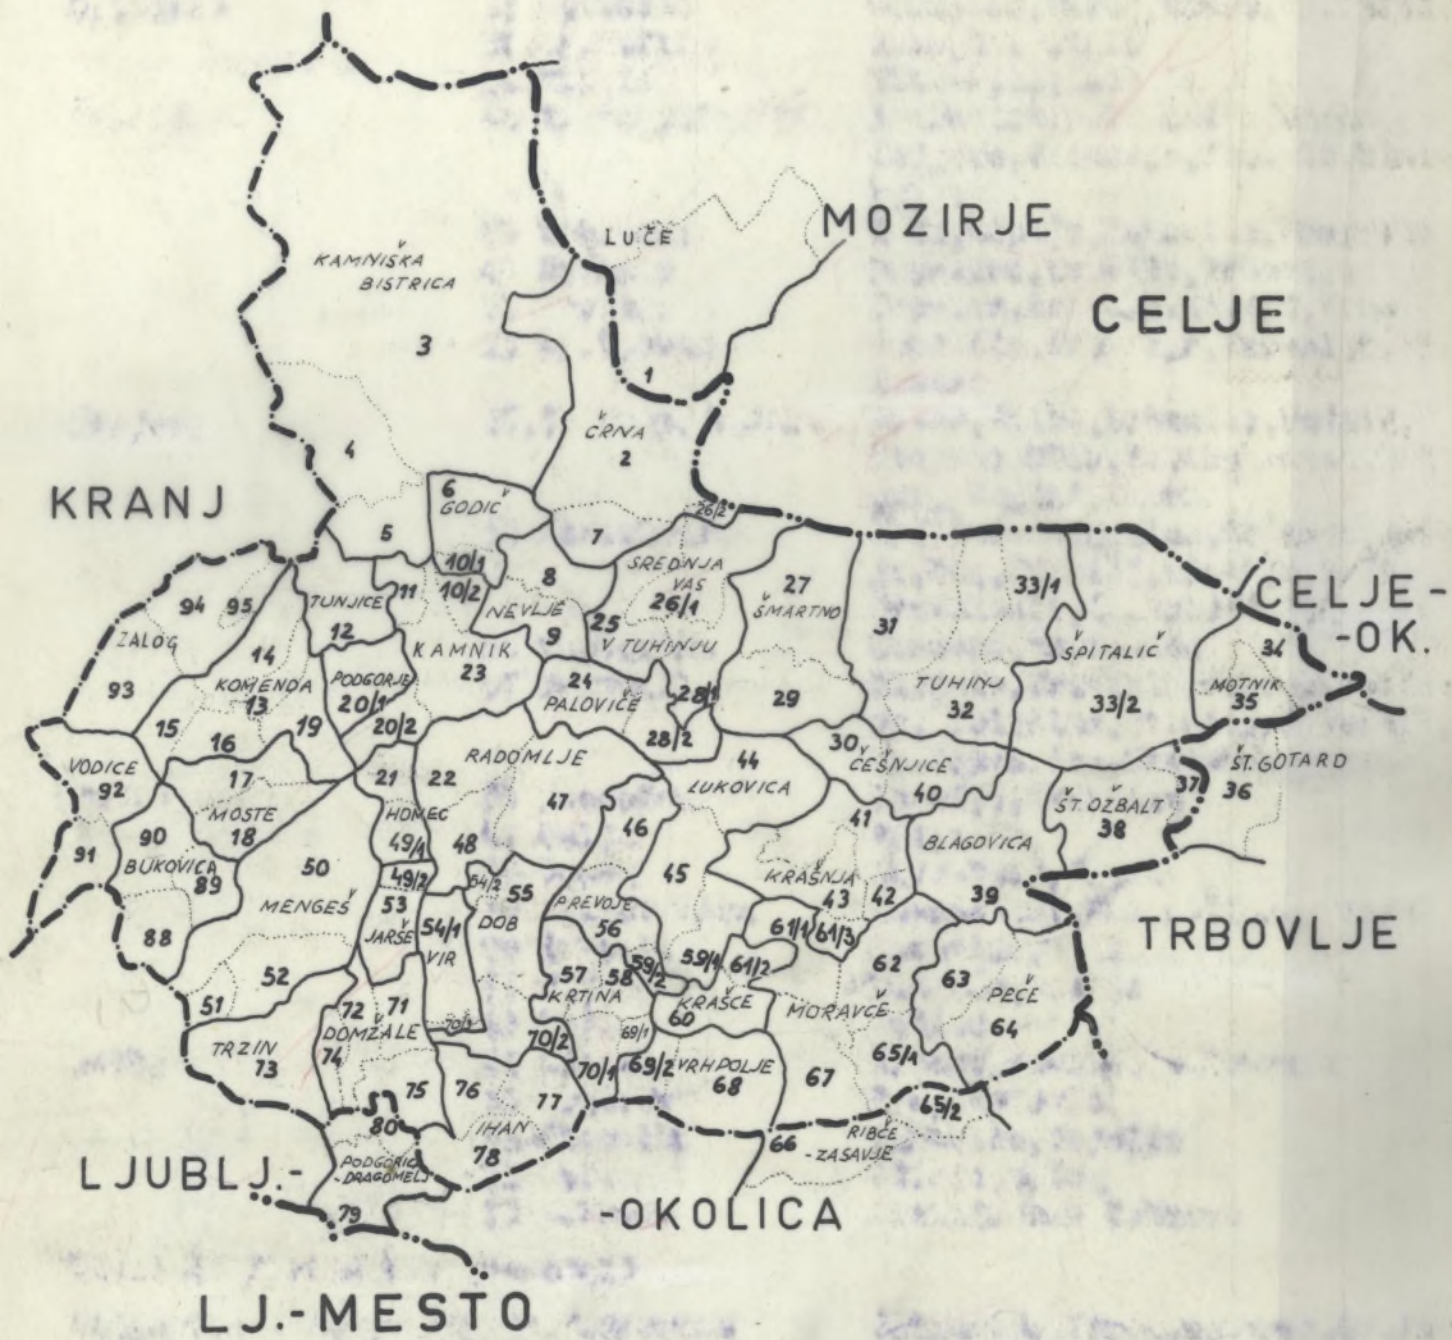 MOZIRJE
LUČE
KAMNIŠKA
BISTRICA
CELJE
3
1
ČRNA
2
4
KRANJ
6
GODIČ
26/2
5
7
10/1
8
SREDNJA
VAS
27
33/1
CELJE-
-OK.
94
95
TUNJICE
11
10/2
NEVLJE
26/1
ŠMARTNO
31
ZALOG
12
9
25
V TUHINJU
ŠPITALIČ
34
14
KAMNIK
23
MOTNIK
35
93
KOMENDA
13
PODGORJE
20/1
24
PALOVIČE
28/1
29
TUHINJ
32
33/2
15
16
19
20/2
28/2
30
ČEŠNJICE
VODICE
92
17
21
22
RADOMLJE
44
LUKOVICA
40
ŠT.GOTARD
36
37
MOSTE
18
HOMEC
47
46
41
ŠT.OŽBALT
38
90
BUKOVICA
89
91
50
49/1
48
BLAGOVICA
49/2
64/2
55
45
KRAŠNJA
43
42
39
MENGEŠ
53
JARŠE
54/1
DOB
PREVOJE
56
61/1
61/3
TRBOVLJE
88
VIR
59/1
61/2
62
63
52
51
57
58
59/2
KRTINA
KRAŠCE
60
MORAVČE
PEČE
64
72
71
DOMŽALE
70/3
70/2
69/1
TRZIN
73
74
70/1
69/2
VRHPOLJE
68
67
65/1
75
76
77
65/2
80
IHAN
78
66
RIBČE
-ZASAVJE
PODGORICA
-DRAGOMELJ
LJUBLJ.-
-OKOLICA
79
LJ.-MESTO